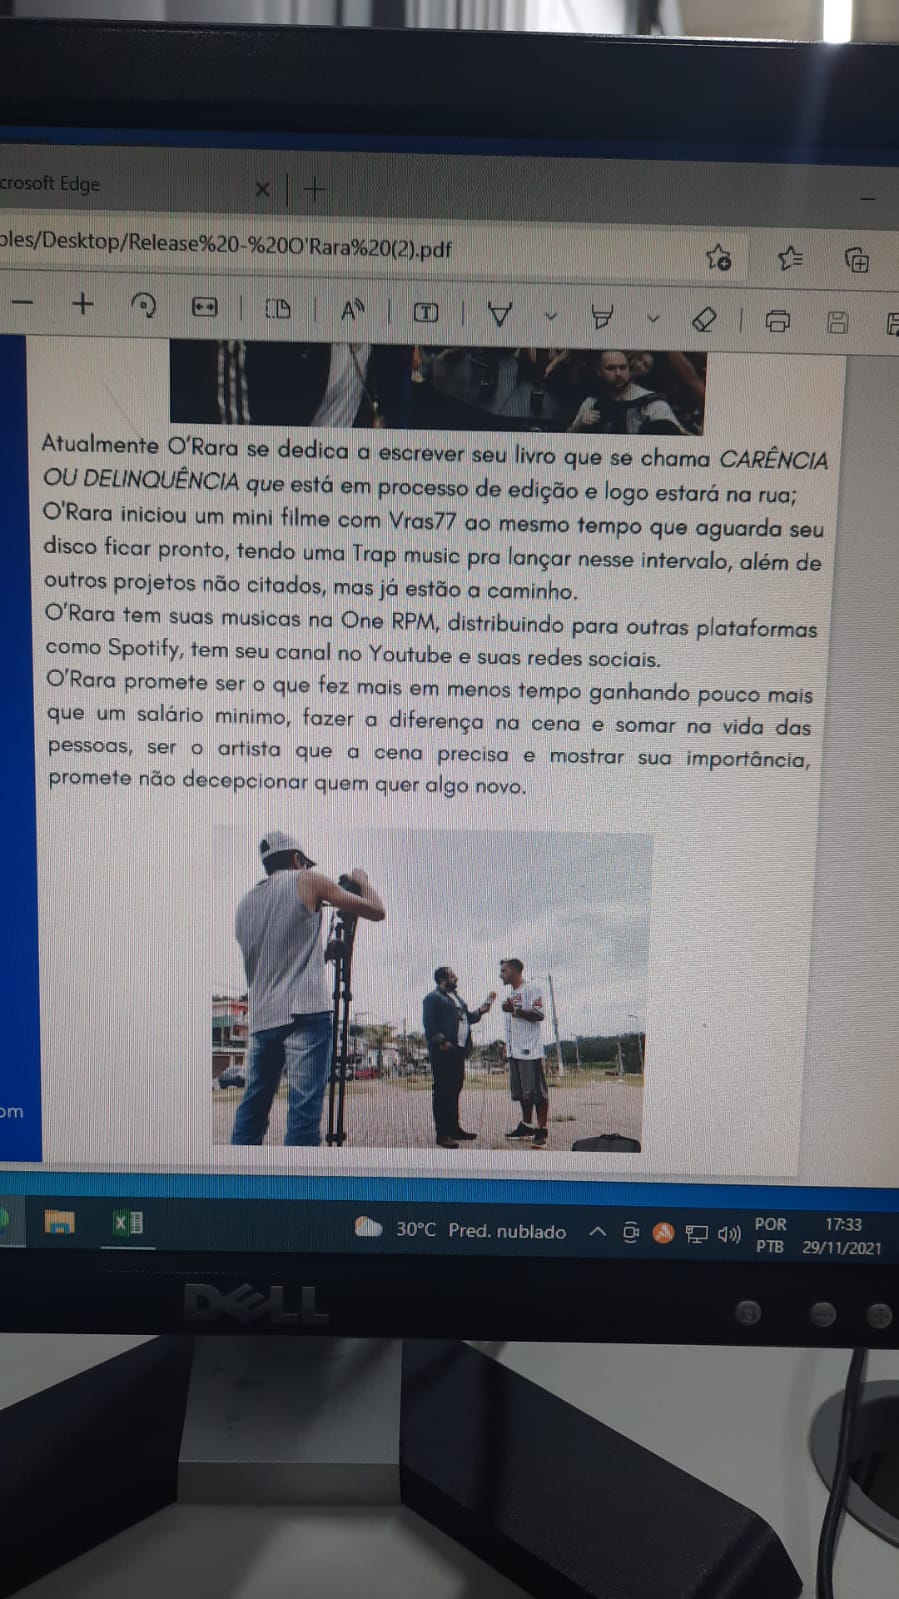 crosoft Edge
oles/Desktop/Release%20-%20O'Rara%20(2).pdf
Atualmente O'Rara se dedica a escrever seu livro que se chama CARÊNCIA
OU DELINQUÊNCIA que está em processo de edição e logo estará na rua;
O'Rara iniciou um mini filme com Vras77 ao mesmo tempo que aguarda seu
disco ficar pronto, tendo uma Trap music pra lançar nesse intervalo, além de
outros projetos não citados, mas já estão a caminho.
O'Rara tem suas musicas na One RPM, distribuindo para outras plataformas
como Spotify, tem seu canal no Youtube e suas redes sociais.
O'Rara promete ser o que fez mais em menos tempo ganhando pouco mais
que um salário minimo, fazer a diferença na cena e somar na vida das
pessoas, ser o artista que a cena precisa e mostrar sua importância,
promete não decepcionar quem quer algo novo.
om
30°C Pred. nublado
POR
PTB
17:33
29/11/2021
DELL